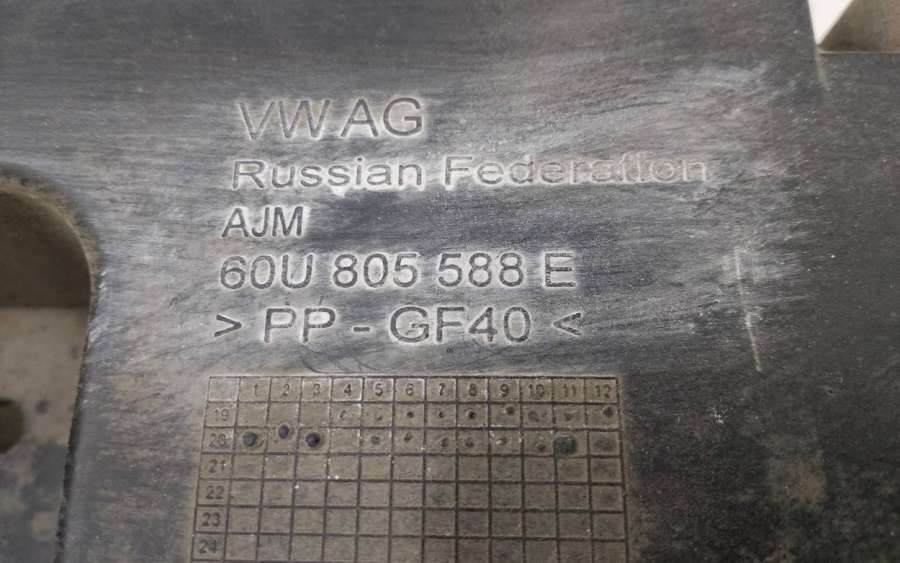 VW AG
Russian Federation
AJM
60U 805 588 E
> PP - GF40 <
1 2 3 4 5 6 7 8 9 10 11 12
19
20
21
22
23
24